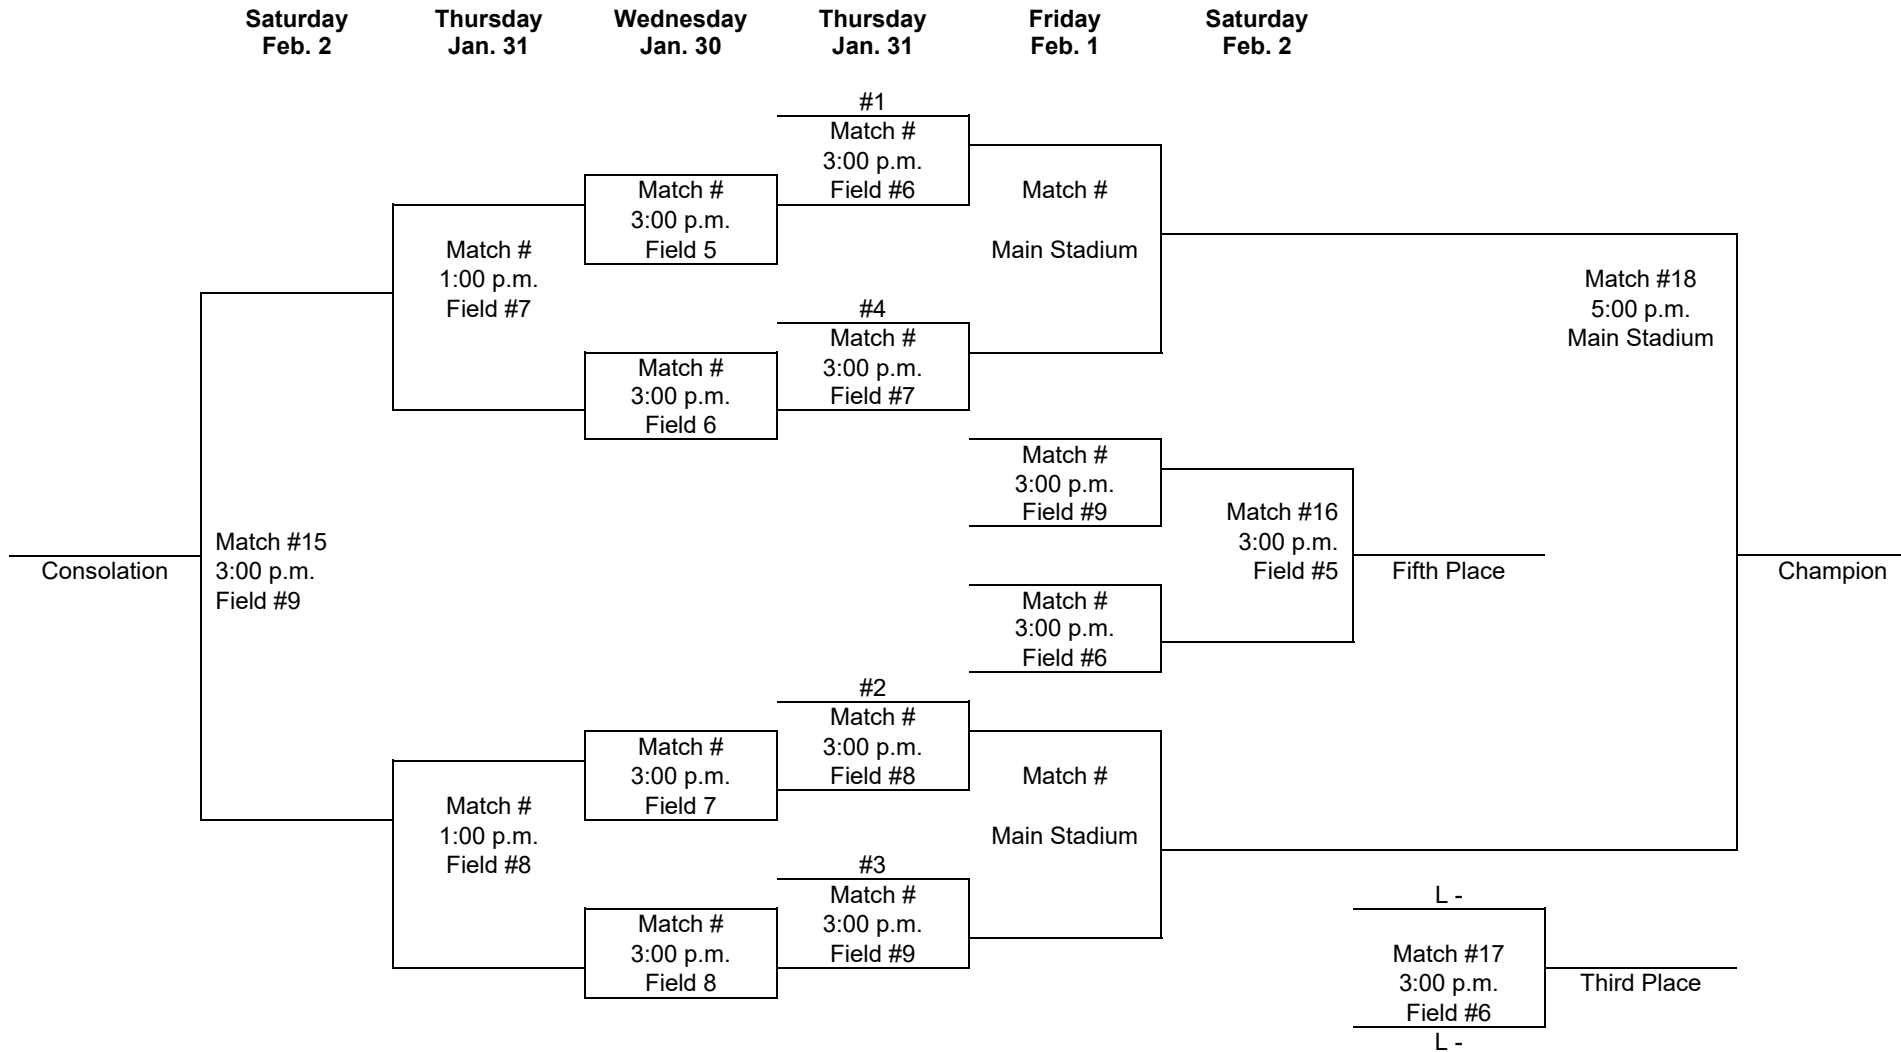 Saturday
Feb. 2
Thursday
Jan. 31
Wednesday
Jan. 30
Thursday
Jan. 31
Friday
Feb. 1
Saturday
Feb. 2
#1
Match #
3:00 p.m.
Field #6
Match #
3:00 p.m.
Field 5
Match #
Main Stadium
Match #
1:00 p.m.
Field #7
Match #18
5:00 p.m.
Main Stadium
#4
Match #
3:00 p.m.
Field #7
Match #
3:00 p.m.
Field 6
Match #
3:00 p.m.
Field #9
Match #16
3:00 p.m.
Field #5
Match #15
3:00 p.m.
Field #9
Consolation
Fifth Place
Champion
Match #
3:00 p.m.
Field #6
#2
Match #
3:00 p.m.
Field #8
Match #
3:00 p.m.
Field 7
Match #
Main Stadium
Match #
1:00 p.m.
Field #8
#3
Match #
3:00 p.m.
Field #9
Match #
3:00 p.m.
Field 8
L -
Match #17
3:00 p.m.
Field #6
Third Place
L -